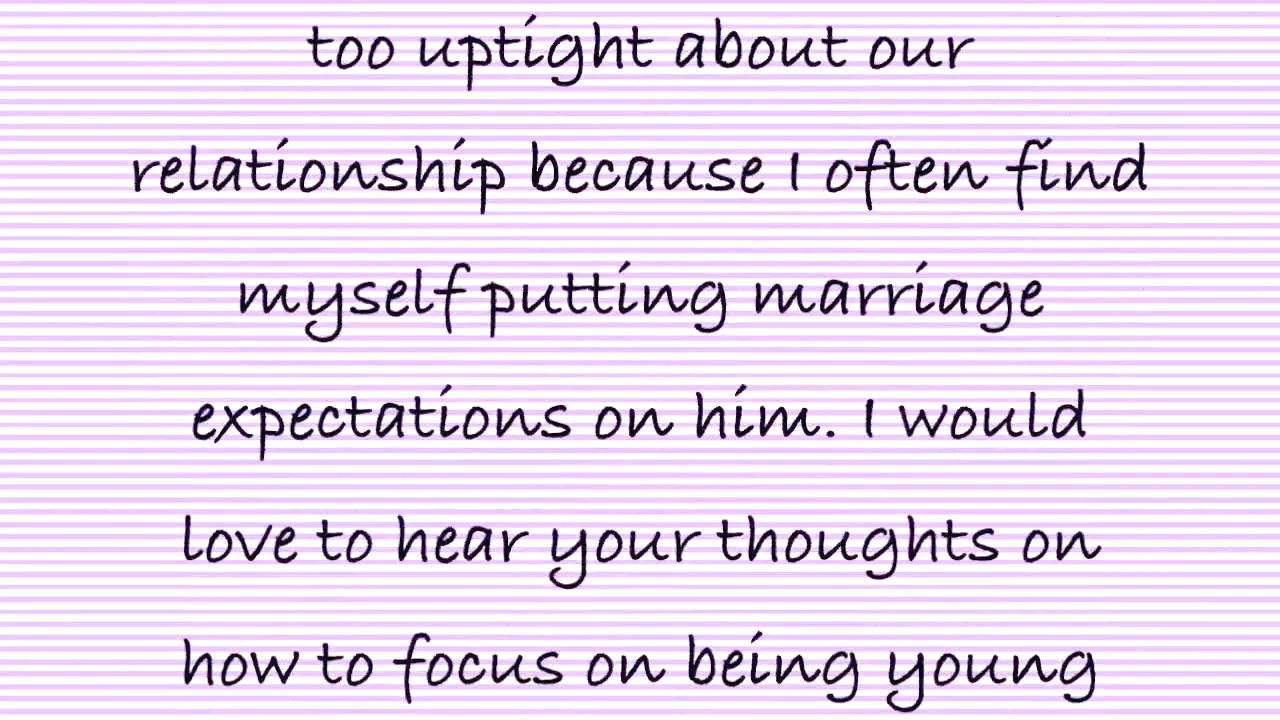 too uptight about our
relationship because I often find
myself putting marriage
expectations on him. I would
love to hear your thoughts on
how to focus on being young